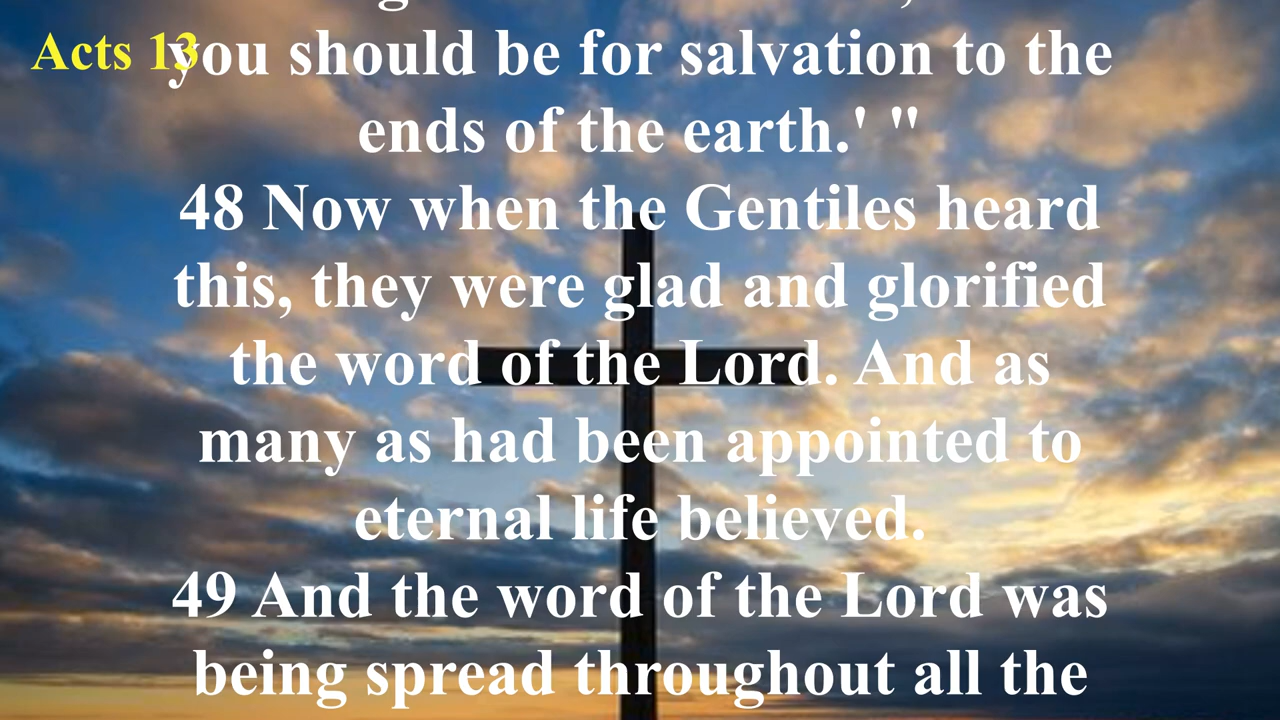 Acts 13
you should be for salvation to the
ends of the earth.' "
48 Now when the Gentiles heard
this, they were glad and glorified
the word of the Lord. And as
many as had been appointed to
eternal life believed.
49 And the word of the Lord was
being spread throughout all the